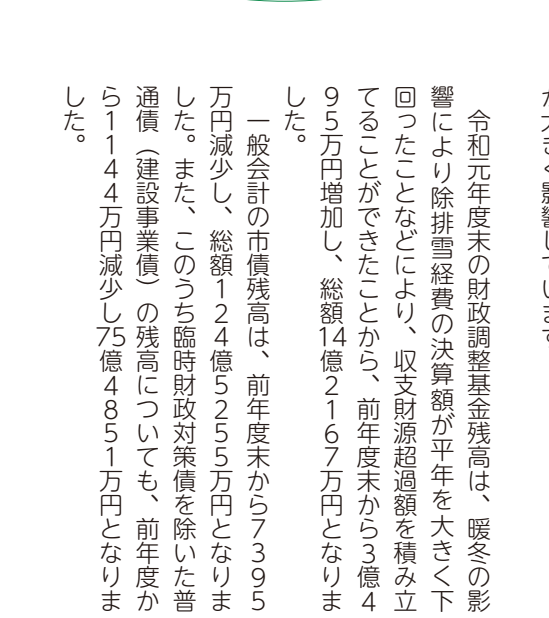 が大きく影響しています
令和元年度末の財政調整基金残高は、暖冬の影
響により除排雪経費の決算額が平年を大きく下
回ったことなどにより、収支財源超過額を積み立
てることができたことから、前年度末から3億4
95万円増加し、総額14億2167万円となりま
した。
一般会計の市債残高は、前年度末から7395
万円減少し、総額124億5255万円となりま
した。また、このうち臨時財政対策債を除いた普
通債（建設事業債）の残高についても、前年度か
ら1144万円減少し75億4851万円となりま
した。